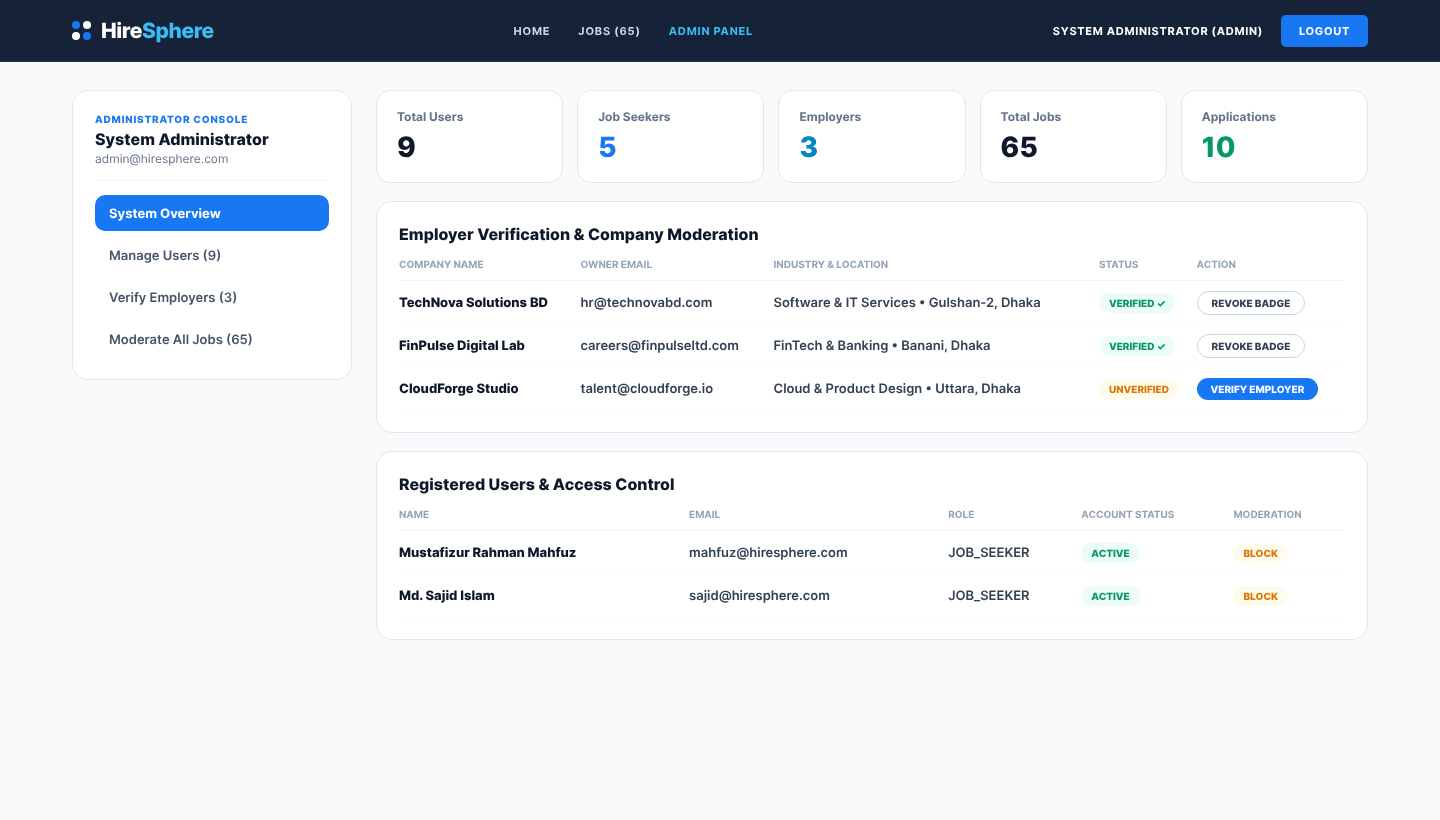 HireSphere HOME JOBS (65) ADMIN PANEL SYSTEM ADMINISTRATOR (ADMIN) LOGOUT
ADMINISTRATOR CONSOLE
System Administrator
admin@hiresphere.com
System Overview
Manage Users (9)
Verify Employers (3)
Moderate All Jobs (65)
Total Users Job Seekers Employers Total Jobs Applications
9 5 3 65 10
Employer Verification & Company Moderation
COMPANY NAME OWNER EMAIL INDUSTRY & LOCATION STATUS ACTION
TechNova Solutions BD hr@technovabd.com Software & IT Services • Gulshan-2, Dhaka VERIFIED ✓ REVOKE BADGE
FinPulse Digital Lab careers@finpulseltd.com FinTech & Banking • Banani, Dhaka VERIFIED ✓ REVOKE BADGE
CloudForge Studio talent@cloudforge.io Cloud & Product Design • Uttara, Dhaka UNVERIFIED VERIFY EMPLOYER
Registered Users & Access Control
NAME EMAIL ROLE ACCOUNT STATUS MODERATION
Mustafizur Rahman Mahfuz mahfuz@hiresphere.com JOB_SEEKER ACTIVE BLOCK
Md. Sajid Islam sajid@hiresphere.com JOB_SEEKER ACTIVE BLOCK